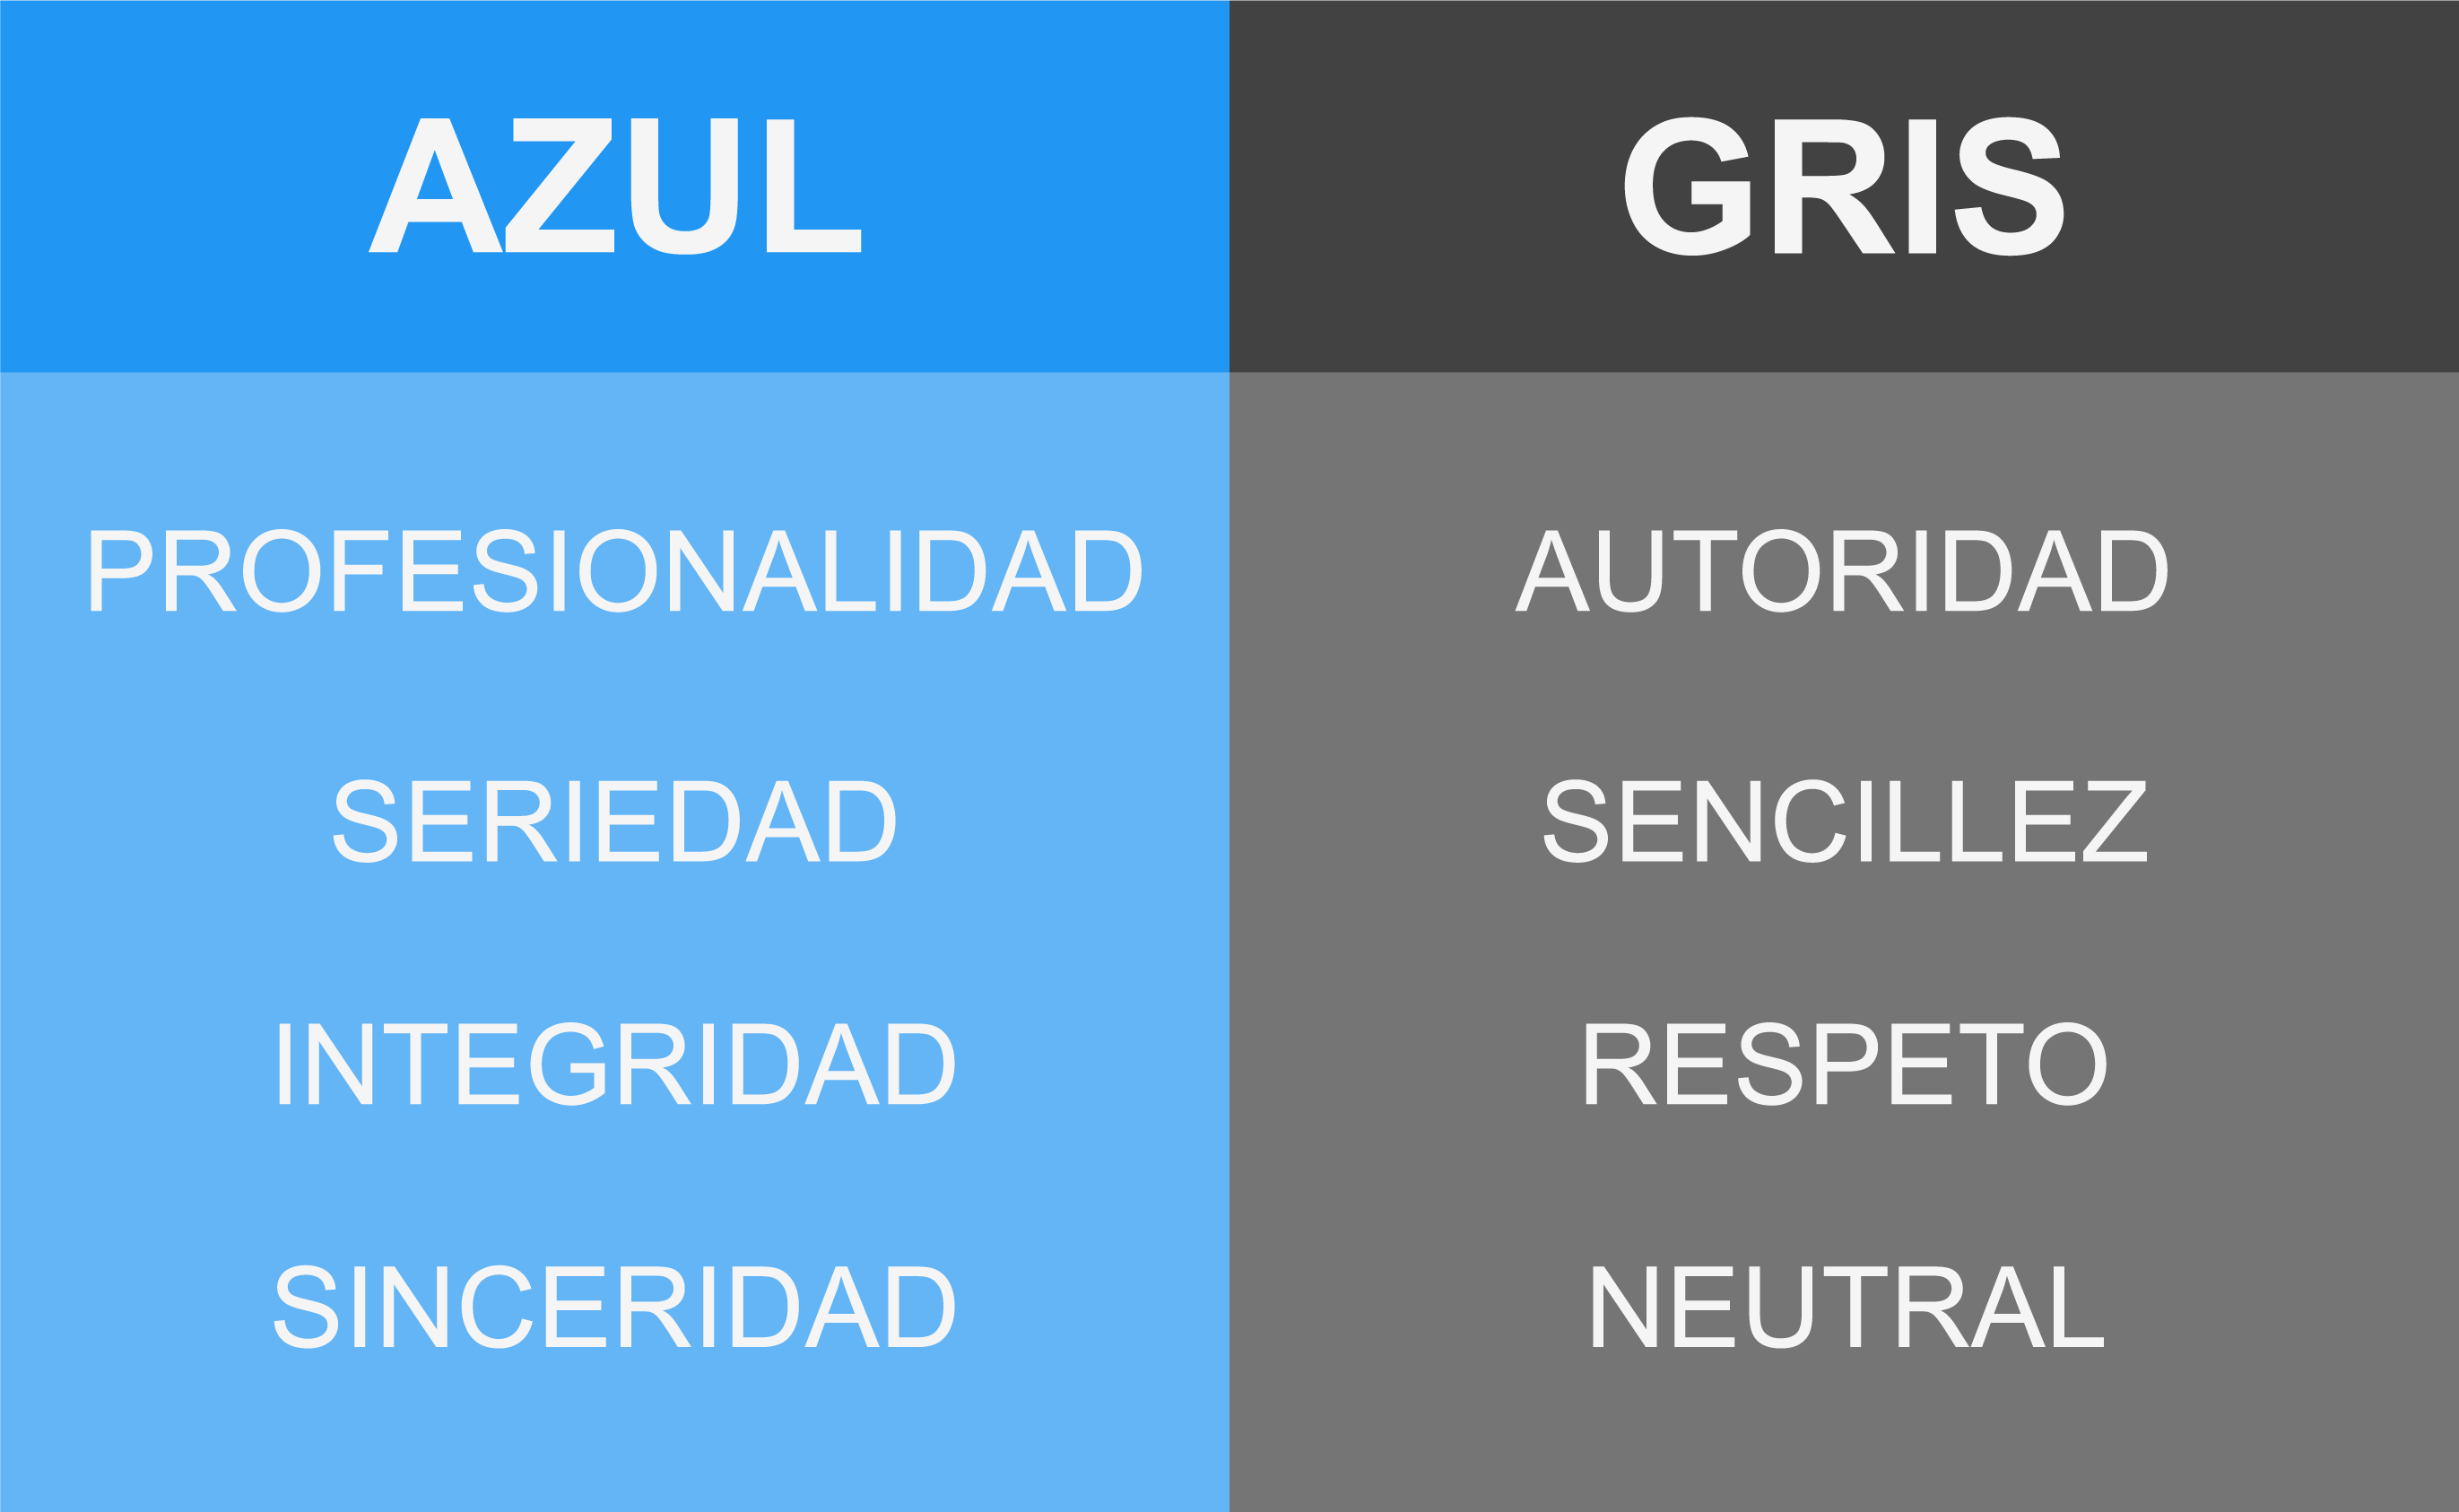 AZUL
PROFESIONALIDAD
SERIEDAD
INTEGRIDAD
SINCERIDAD
GRIS
AUTORIDAD
SENCILLEZ
RESPETO
NEUTRAL